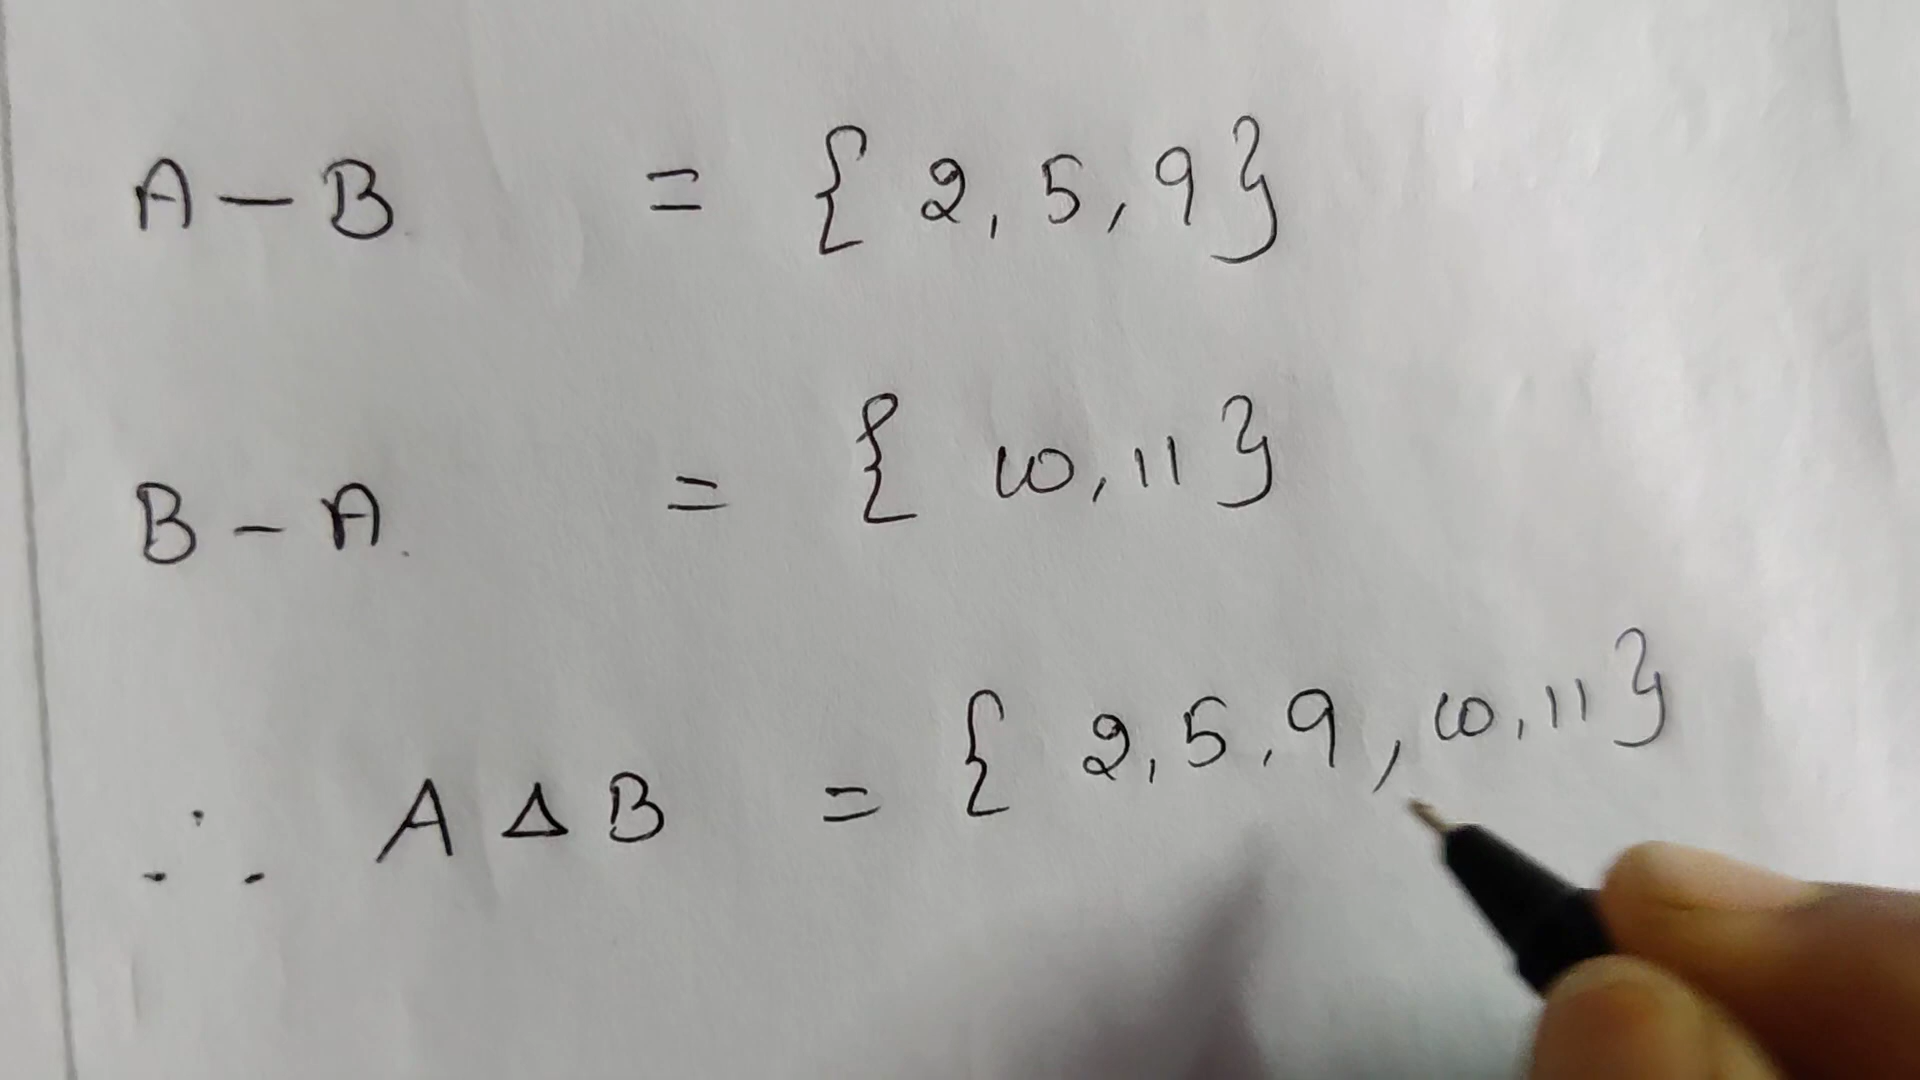 A - B = { 2, 5, 9 }
B - A = { 10, 11 }
∴ A Δ B = { 2, 5, 9, 10, 11 }